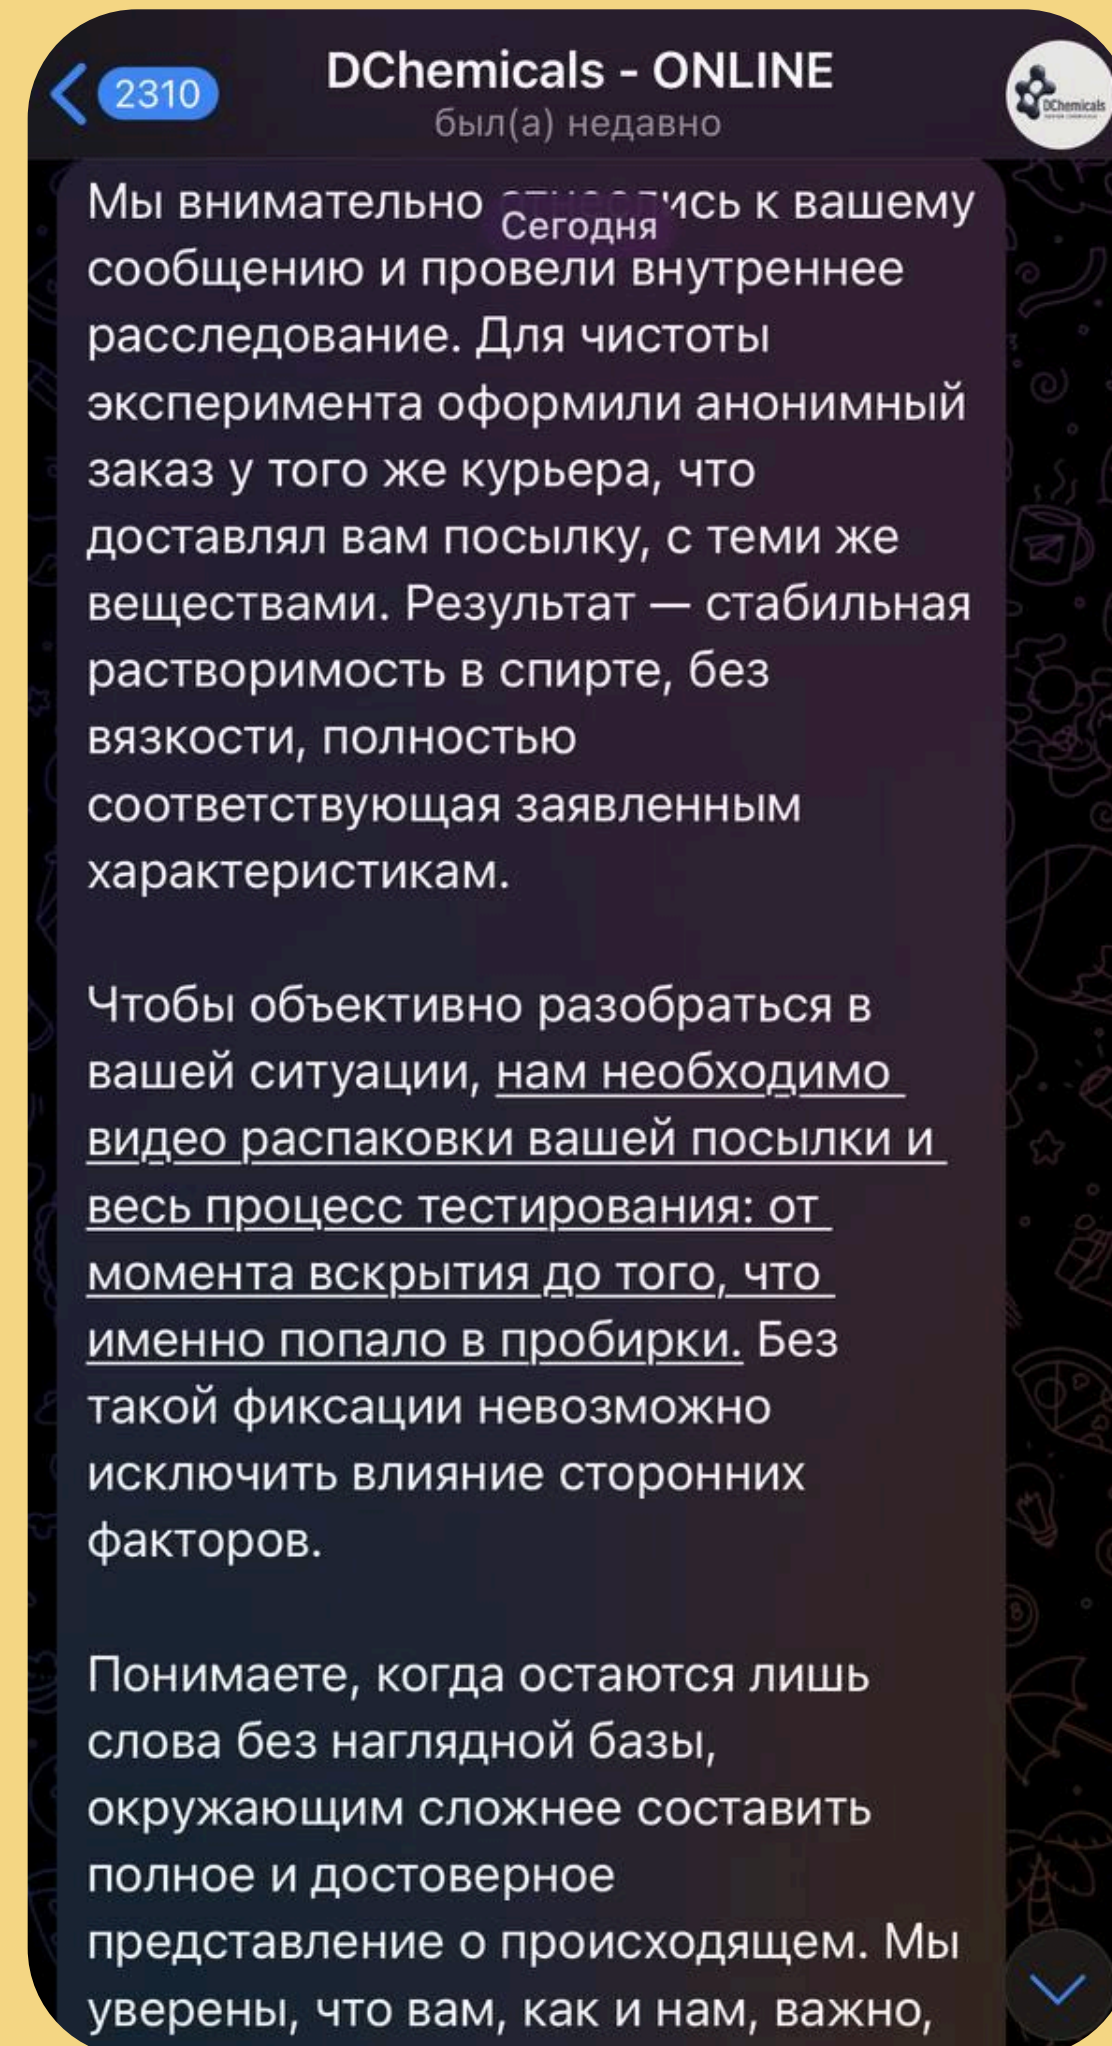 2310
DChemicals - ONLINE
был(а) недавно
DChemicals
Сегодня
Мы внимательно отнеслись к вашему
сообщению и провели внутреннее
расследование. Для чистоты
эксперимента оформили анонимный
заказ у того же курьера, что
доставлял вам посылку, с теми же
веществами. Результат — стабильная
растворимость в спирте, без
вязкости, полностью
соответствующая заявленным
характеристикам.
Чтобы объективно разобраться в
вашей ситуации, нам необходимо
видео распаковки вашей посылки и
весь процесс тестирования: от
момента вскрытия до того, что
именно попало в пробирки. Без
такой фиксации невозможно
исключить влияние сторонних
факторов.
Понимаете, когда остаются лишь
слова без наглядной базы,
окружающим сложнее составить
полное и достоверное
представление о происходящем. Мы
уверены, что вам, как и нам, важно,